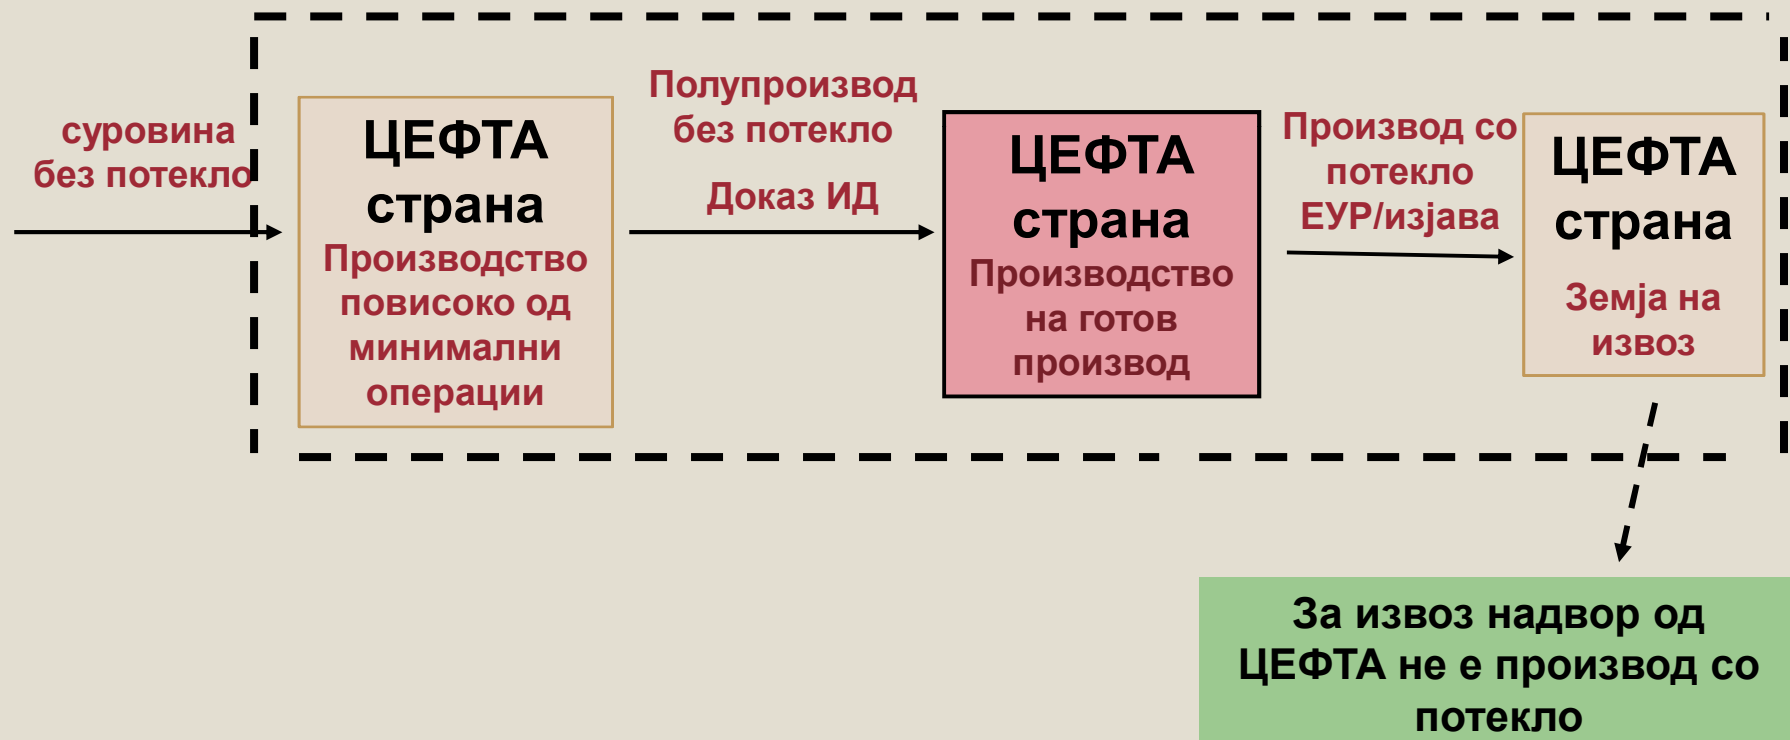 суровина
без потекло
ЦЕФТА
страна
Производство
повисоко од
минимални
операции
Полупроизвод
без потекло
Доказ ИД
ЦЕФТА
страна
Производство
на готов
производ
Производ со
потекло
ЕУР/изјава
ЦЕФТА
страна
Земја на
извоз
За извоз надвор од
ЦЕФТА не е производ со
потекло